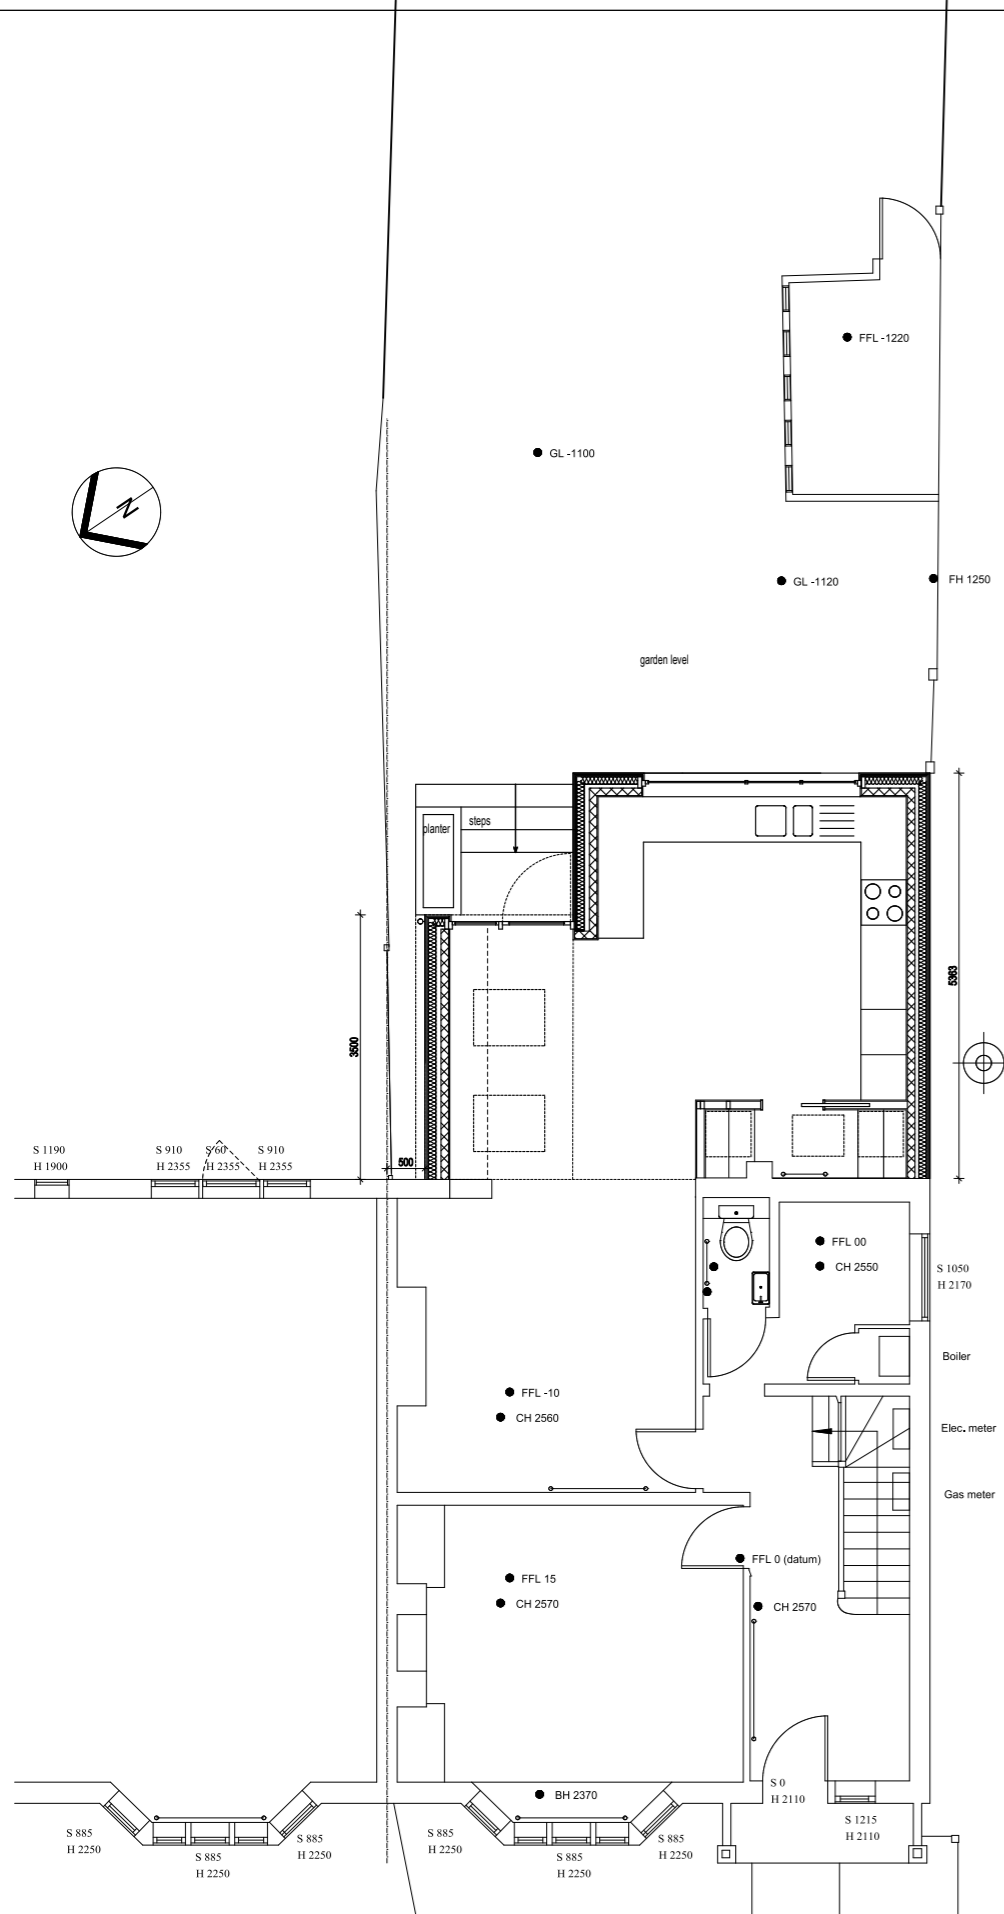 FFL -1220
GL -1100
N
GL -1120
FH 1250
garden level
planter
steps
5363
3500
500
S 1190
H 1900
S 910
H 2355
S 60
H 2355
S 910
H 2355
FFL 00
CH 2550
S 1050
H 2170
Boiler
FFL -10
CH 2560
Elec. meter
Gas meter
FFL 0 (datum)
FFL 15
CH 2570
CH 2570
BH 2370
S 0
H 2110
S 1215
H 2110
S 885
H 2250
S 885
H 2250
S 885
H 2250
S 885
H 2250
S 885
H 2250
S 885
H 2250